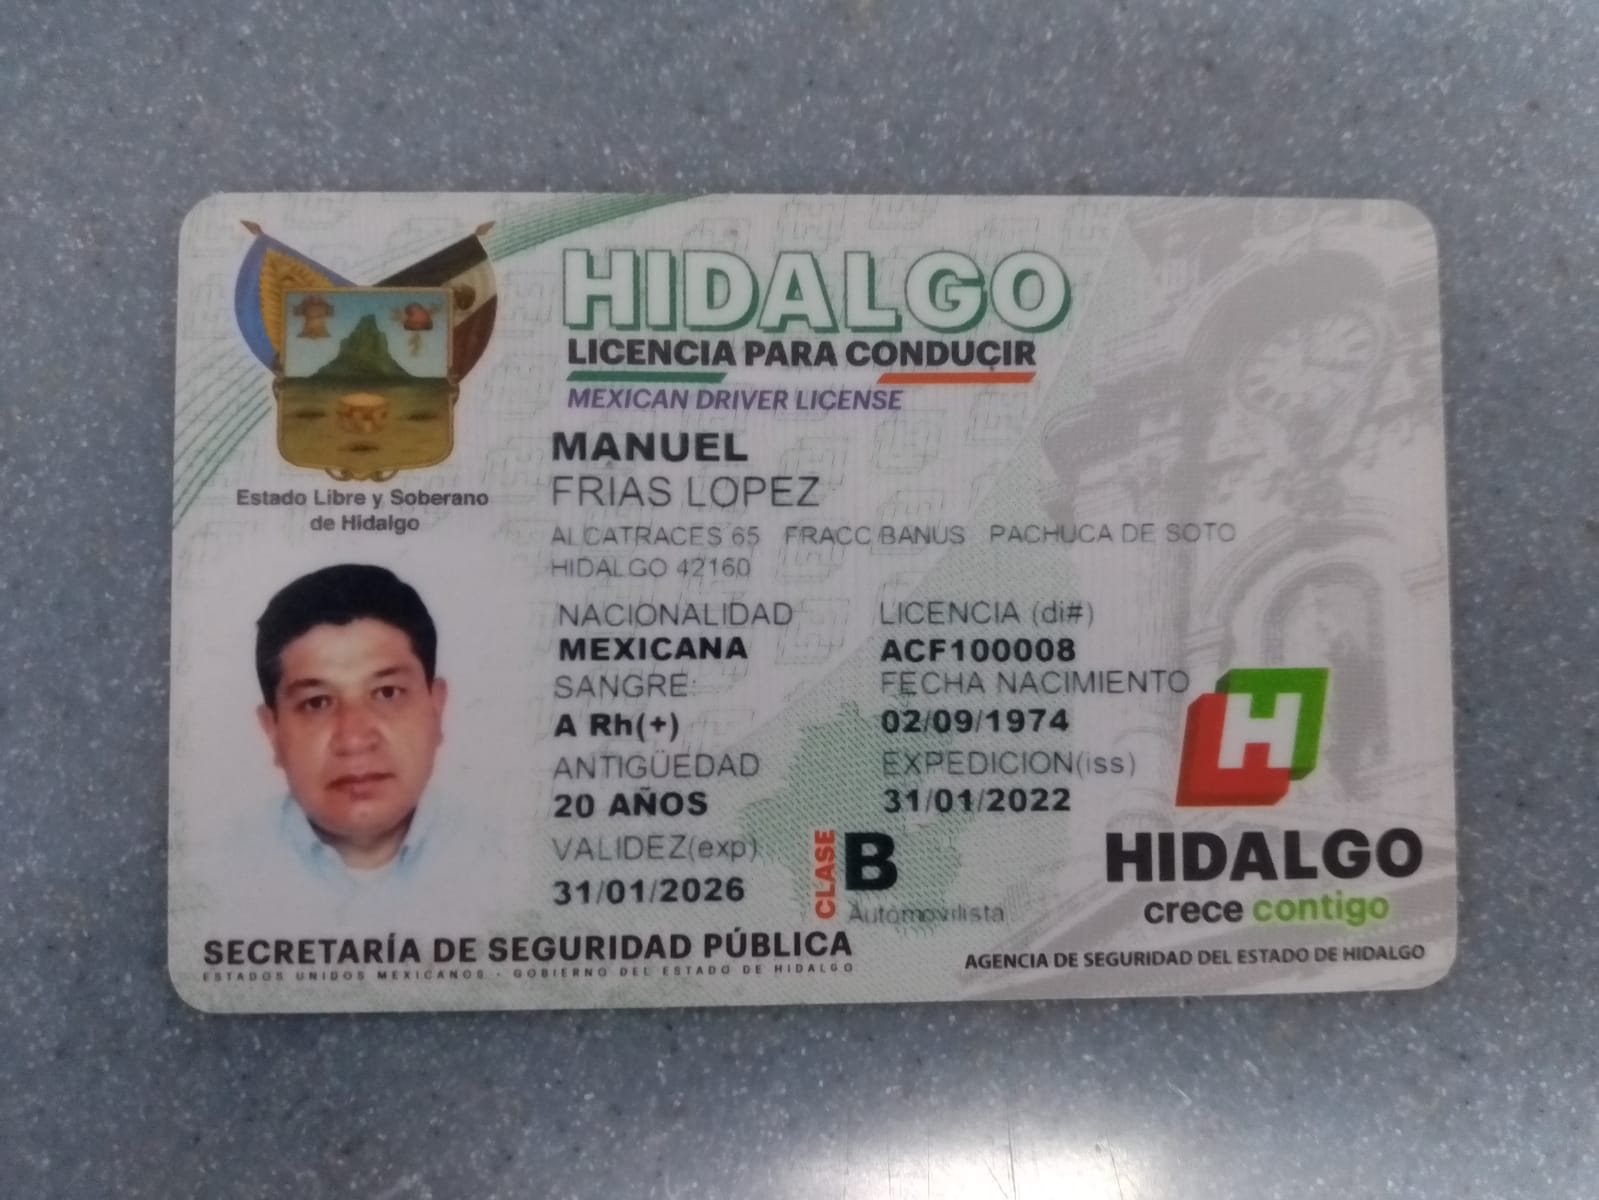 HIDALGO
LICENCIA PARA CONDUCIR
MEXICAN DRIVER LICENSE
Estado Libre y Soberano
de Hidalgo
MANUEL
FRIAS LOPEZ
ALCATRACES 65 FRACC BANUS PACHUCA DE SOTO
HIDALGO 42160
NACIONALIDAD LICENCIA (di#)
MEXICANA ACF100008
SANGRE: FECHA NACIMIENTO
A Rh(+) 02/09/1974
ANTIGÜEDAD EXPEDICION(iss)
20 AÑOS 31/01/2022
VALIDEZ(exp)
31/01/2026
CLASE
B
Automovilista
H
HIDALGO
crece contigo
SECRETARÍA DE SEGURIDAD PÚBLICA
ESTADOS UNIDOS MEXICANOS · GOBIERNO DEL ESTADO DE HIDALGO
AGENCIA DE SEGURIDAD DEL ESTADO DE HIDALGO